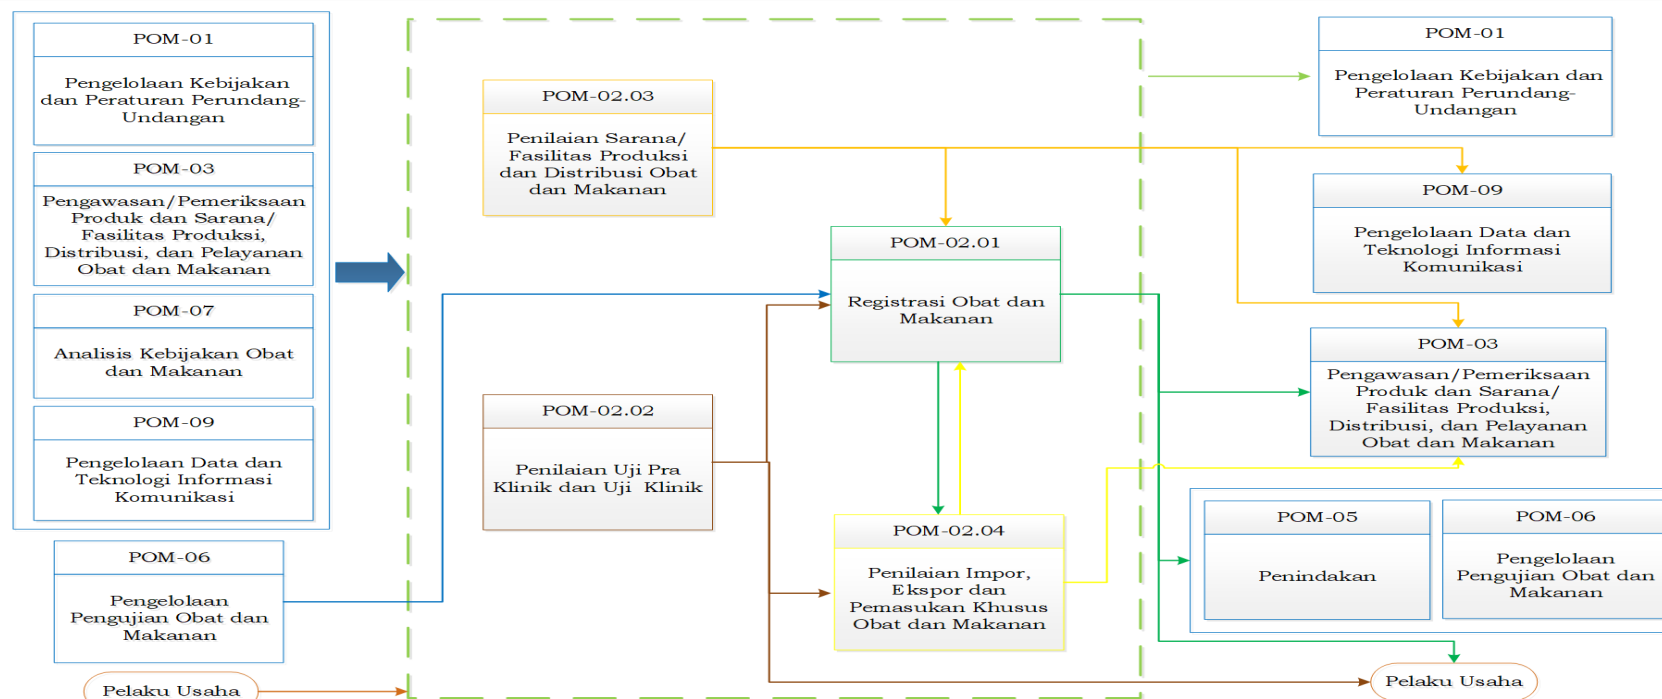 POM-01
Pengelolaan Kebijakan
dan Peraturan Perundang-
Undangan
POM-03
Pengawasan/Pemeriksaan
Produk dan Sarana/
Fasilitas Produksi,
Distribusi, dan Pelayanan
Obat dan Makanan
POM-07
Analisis Kebijakan Obat
dan Makanan
POM-09
Pengelolaan Data dan
Teknologi Informasi
Komunikasi
POM-06
Pengelolaan
Pengujian Obat dan
Makanan
Pelaku Usaha
POM-02.03
Penilaian Sarana/
Fasilitas Produksi
dan Distribusi Obat
dan Makanan
POM-02.02
Penilaian Uji Pra
Klinik dan Uji Klinik
POM-02.01
Registrasi Obat dan
Makanan
POM-02.04
Penilaian Impor,
Ekspor dan
Pemasukan Khusus
Obat dan Makanan
POM-01
Pengelolaan Kebijakan dan
Peraturan Perundang-
Undangan
POM-09
Pengelolaan Data dan
Teknologi Informasi
Komunikasi
POM-03
Pengawasan/Pemeriksaan
Produk dan Sarana/
Fasilitas Produksi,
Distribusi, dan Pelayanan
Obat dan Makanan
POM-05
Penindakan
POM-06
Pengelolaan
Pengujian Obat dan
Makanan
Pelaku Usaha